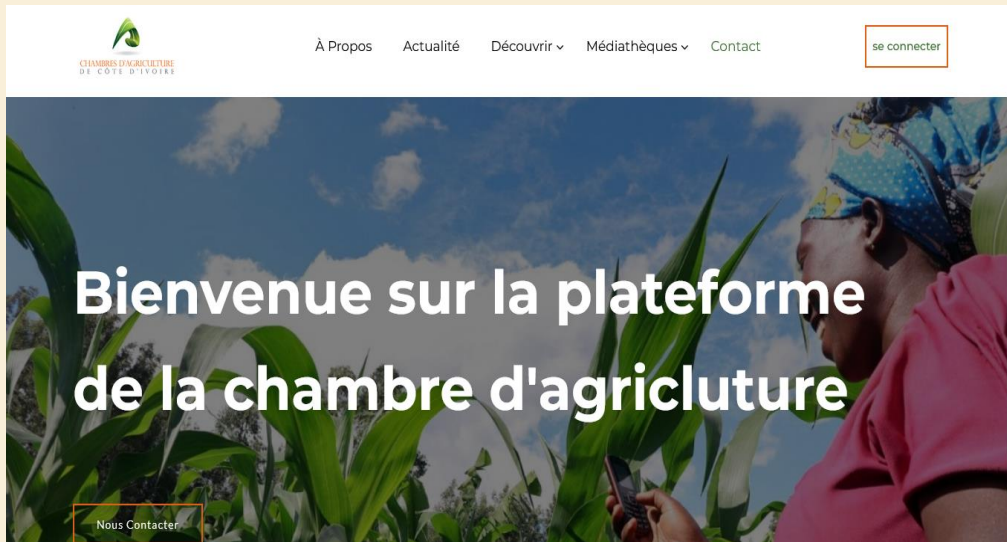 À Propos
Actualité
Découvrir
Médiathèques
Contact
se connecter
CHAMBRES D'AGRICULTURE
DE CÔTE D'IVOIRE
Bienvenue sur la plateforme
de la chambre d'agricluture
Nous Contacter